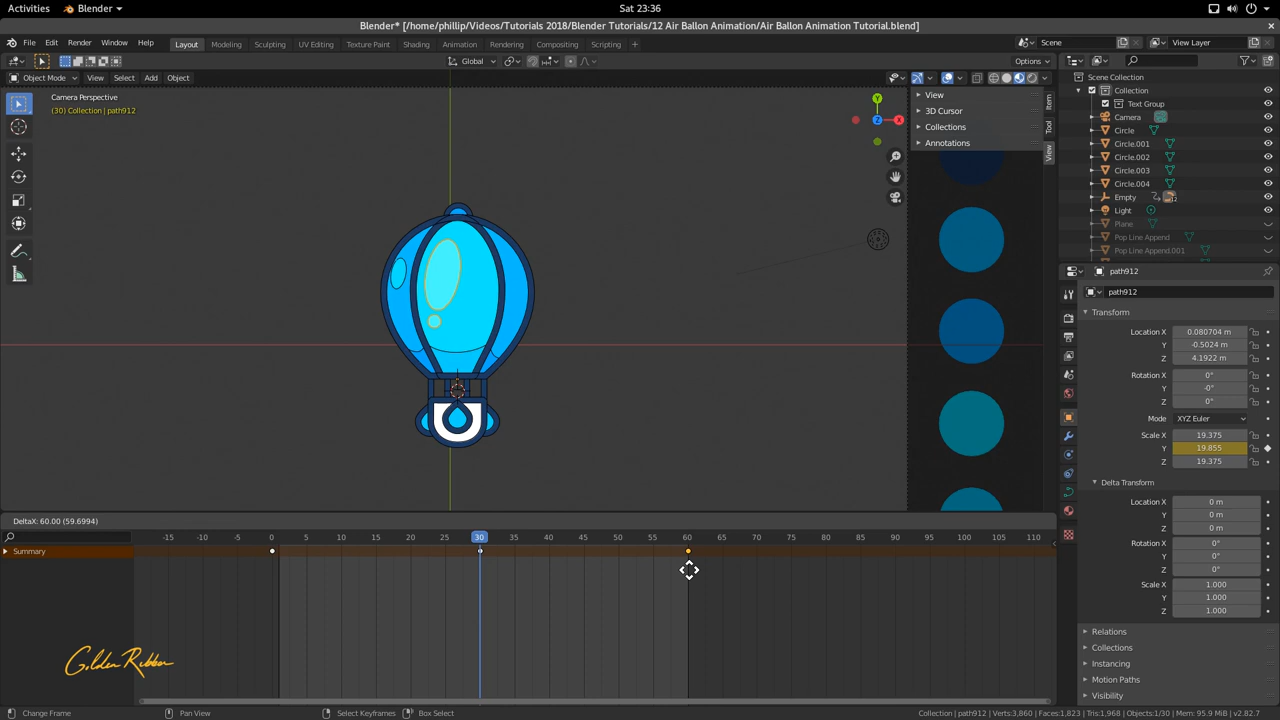 Activities Blender Sat 23:36
Blender* [/home/phillip/Videos/Tutorials 2018/Blender Tutorials/12 Air Ballon Animation/Air Ballon Animation Tutorial.blend]
File Edit Render Window Help Layout Modeling Sculpting UV Editing Texture Paint Shading Animation Rendering Compositing Scripting + Scene View Layer
Global Options
Object Mode View Select Add Object
Camera Perspective
(30) Collection | path912
View
3D Cursor
Collections
Annotations
Item
Tool
View
Y
X
Z
Scene Collection
Collection
Text Group
Camera
Circle
Circle.001
Circle.002
Circle.003
Circle.004
Empty
Light
Plane
Pop Line Append
Pop Line Append.001
path912
path912
Transform
Location X 0.080704 m
Y -0.5024 m
Z 4.1922 m
Rotation X 0°
Y -0°
Z 0°
Mode XYZ Euler
Scale X 19.375
Y 19.855
Z 19.375
Delta Transform
Location X 0 m
Y 0 m
Z 0 m
Rotation X 0°
Y 0°
Z 0°
Scale X 1.000
Y 1.000
Z 1.000
Relations
Collections
Instancing
Motion Paths
Visibility
DeltaX: 60.00 (59.6994)
-15 -10 -5 0 5 10 15 20 25 30 35 40 45 50 55 60 65 70 75 80 85 90 95 100 105 110
Summary
Golden Ribbon
Change Frame Pan View Select Keyframes Box Select Collection | path912 | Verts:3,860 | Faces:1,823 | Tris:1,968 | Objects:1/30 | Mem: 95.9 MiB | v2.82.7